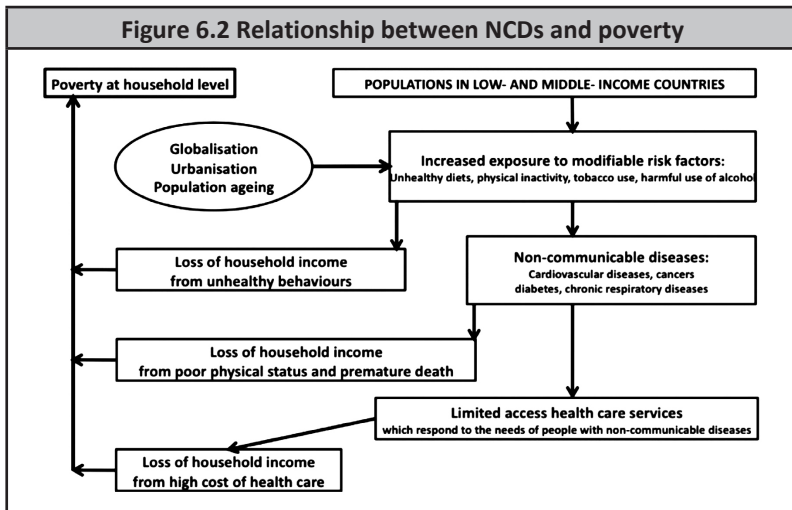 Figure 6.2 Relationship between NCDs and poverty
Poverty at household level
POPULATIONS IN LOW- AND MIDDLE- INCOME COUNTRIES
Globalisation
Urbanisation
Population ageing
Increased exposure to modifiable risk factors:
Unhealthy diets, physical inactivity, tobacco use, harmful use of alcohol
Loss of household income
from unhealthy behaviours
Non-communicable diseases:
Cardiovascular diseases, cancers
diabetes, chronic respiratory diseases
Loss of household income
from poor physical status and premature death
Limited access health care services
which respond to the needs of people with non-communicable diseases
Loss of household income
from high cost of health care